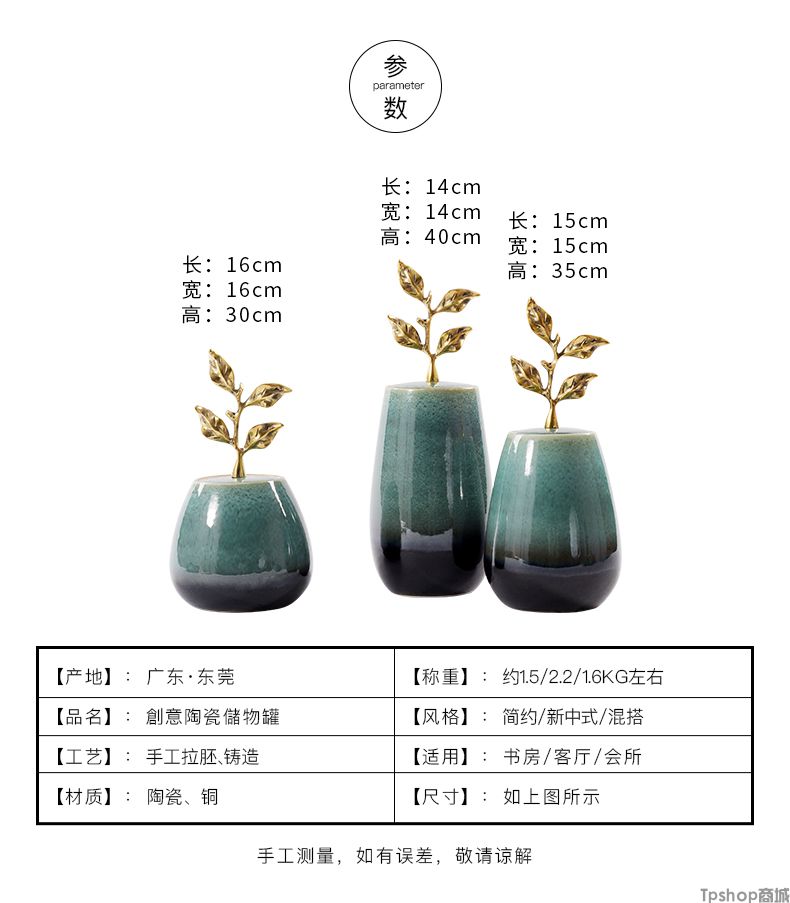 参
parameter
数
长：14cm
宽：14cm
高：40cm
长：15cm
宽：15cm
高：35cm
长：16cm
宽：16cm
高：30cm
【产地】：广东·东莞
【称重】：约1.5/2.2/1.6KG左右
【品名】：創意陶瓷儲物罐
【风格】：简约/新中式/混搭
【工艺】：手工拉胚、铸造
【适用】：书房/客厅/会所
【材质】：陶瓷、铜
【尺寸】：如上图所示
手工测量，如有误差，敬请谅解
Tpshop商城